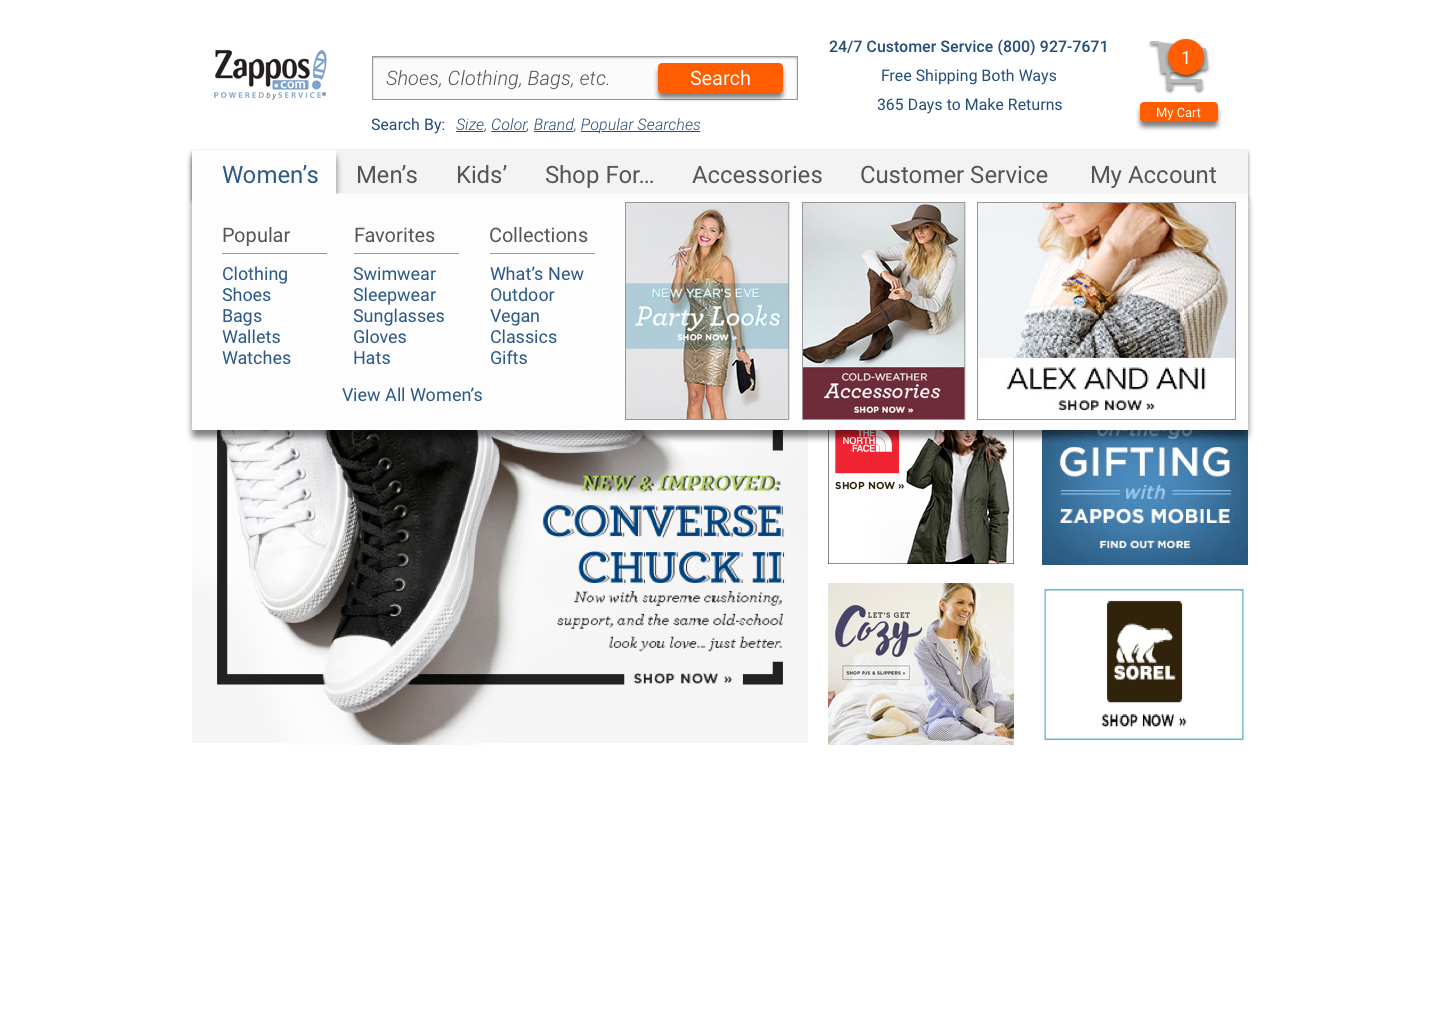 Zappos
.com
POWERED by SERVICE®
Shoes, Clothing, Bags, etc.
Search
Search By: Size, Color, Brand, Popular Searches
24/7 Customer Service (800) 927-7671
Free Shipping Both Ways
365 Days to Make Returns
1
My Cart
Women’s Men’s Kids’ Shop For... Accessories Customer Service My Account
Popular
Clothing
Shoes
Bags
Wallets
Watches
Favorites
Swimwear
Sleepwear
Sunglasses
Gloves
Hats
Collections
What’s New
Outdoor
Vegan
Classics
Gifts
View All Women’s
NEW YEAR'S EVE
Party Looks
SHOP NOW »
COLD-WEATHER
Accessories
SHOP NOW »
ALEX AND ANI
SHOP NOW »
NEW & IMPROVED:
CONVERSE
CHUCK II
Now with supreme cushioning,
support, and the same old-school
look you love... just better.
SHOP NOW »
THE
NORTH
FACE
SHOP NOW »
on-the-go
GIFTING
with
ZAPPOS MOBILE
FIND OUT MORE
LET'S GET
Cozy
SHOP PJS & SLIPPERS »
SOREL
SHOP NOW »